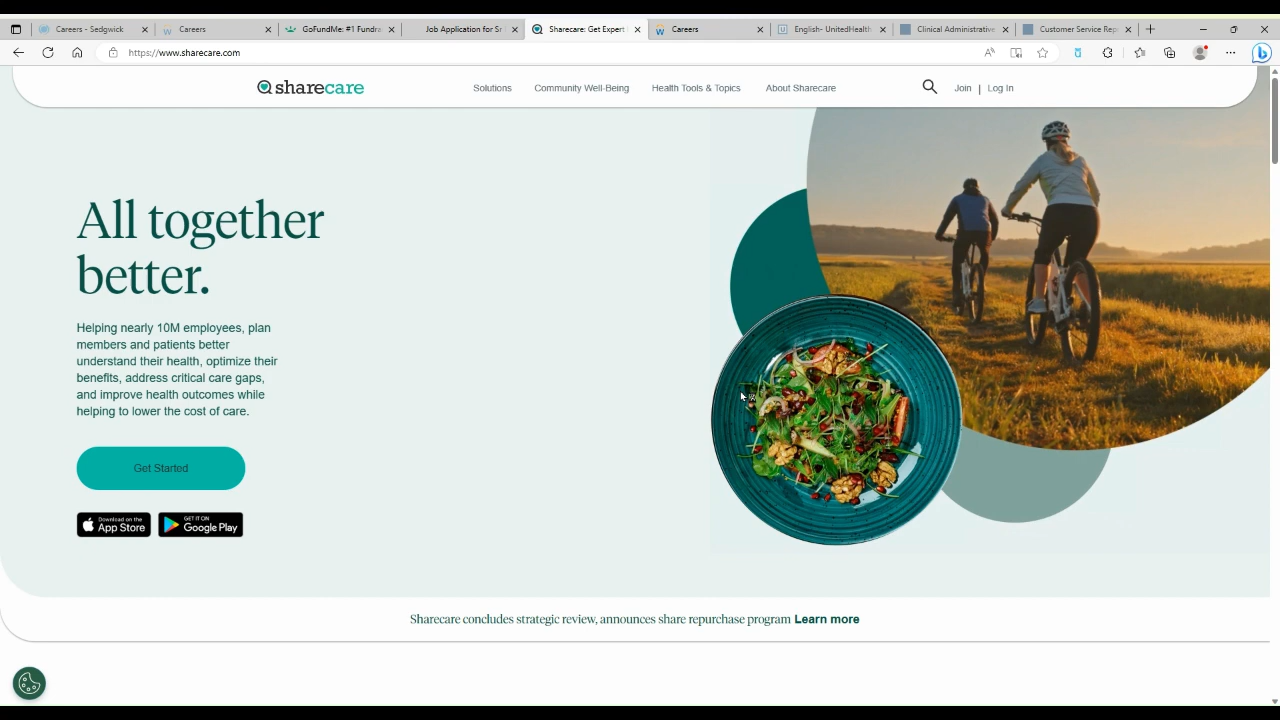 Careers - Sedgwick
Careers
GoFundMe: #1 Fundra
Job Application for Sr
Sharecare: Get Expert
Careers
English- UnitedHealth
Clinical Administrative
Customer Service Rep
https://www.sharecare.com
sharecare
Solutions
Community Well-Being
Health Tools & Topics
About Sharecare
Join | Log In
All together
better.
Helping nearly 10M employees, plan
members and patients better
understand their health, optimize their
benefits, address critical care gaps,
and improve health outcomes while
helping to lower the cost of care.
Get Started
Download on the
App Store
GET IT ON
Google Play
Sharecare concludes strategic review, announces share repurchase program Learn more